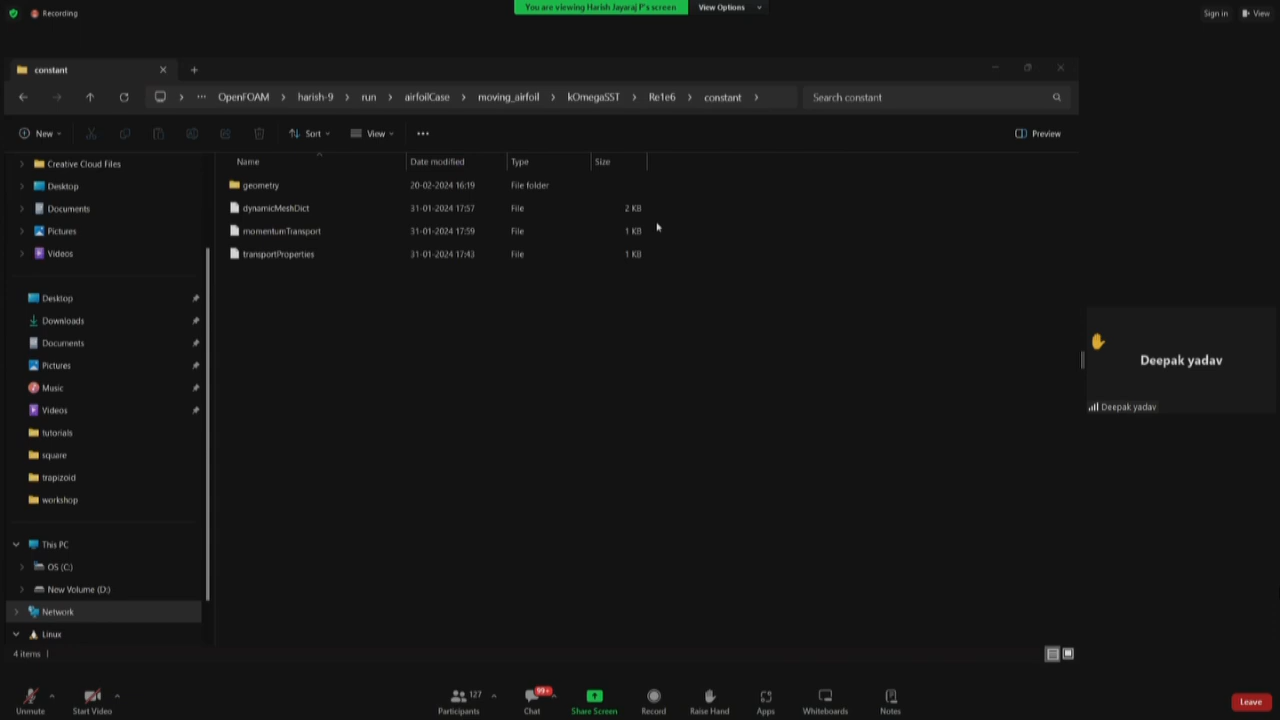 Recording
You are viewing Harish Jayaraj P's screen
View Options
Sign in
View
constant
OpenFOAM
harish-9
run
airfoilCase
moving_airfoil
kOmegaSST
Re1e6
constant
Search constant
New
Sort
View
Preview
Name
Date modified
Type
Size
geometry 20-02-2024 16:19 File folder
dynamicMeshDict 31-01-2024 17:57 File 2 KB
momentumTransport 31-01-2024 17:59 File 1 KB
transportProperties 31-01-2024 17:43 File 1 KB
Creative Cloud Files
Desktop
Documents
Pictures
Videos
Desktop
Downloads
Documents
Pictures
Music
Videos
tutorials
square
trapizoid
workshop
This PC
OS (C:)
New Volume (D:)
Network
Linux
4 items
Deepak yadav
Deepak yadav
Unmute
Start Video
127
Participants
99+
Chat
Share Screen
Record
Raise Hand
Apps
Whiteboards
Notes
Leave